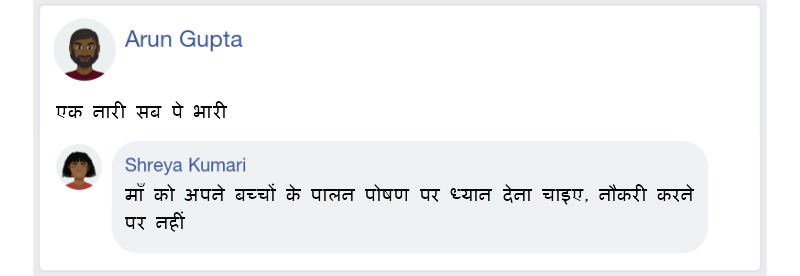 Arun Gupta
एक नारी सब पे भारी
Shreya Kumari
माँ को अपने बच्चों के पालन पोषण पर ध्यान देना चाइए, नौकरी करने
पर नहीं